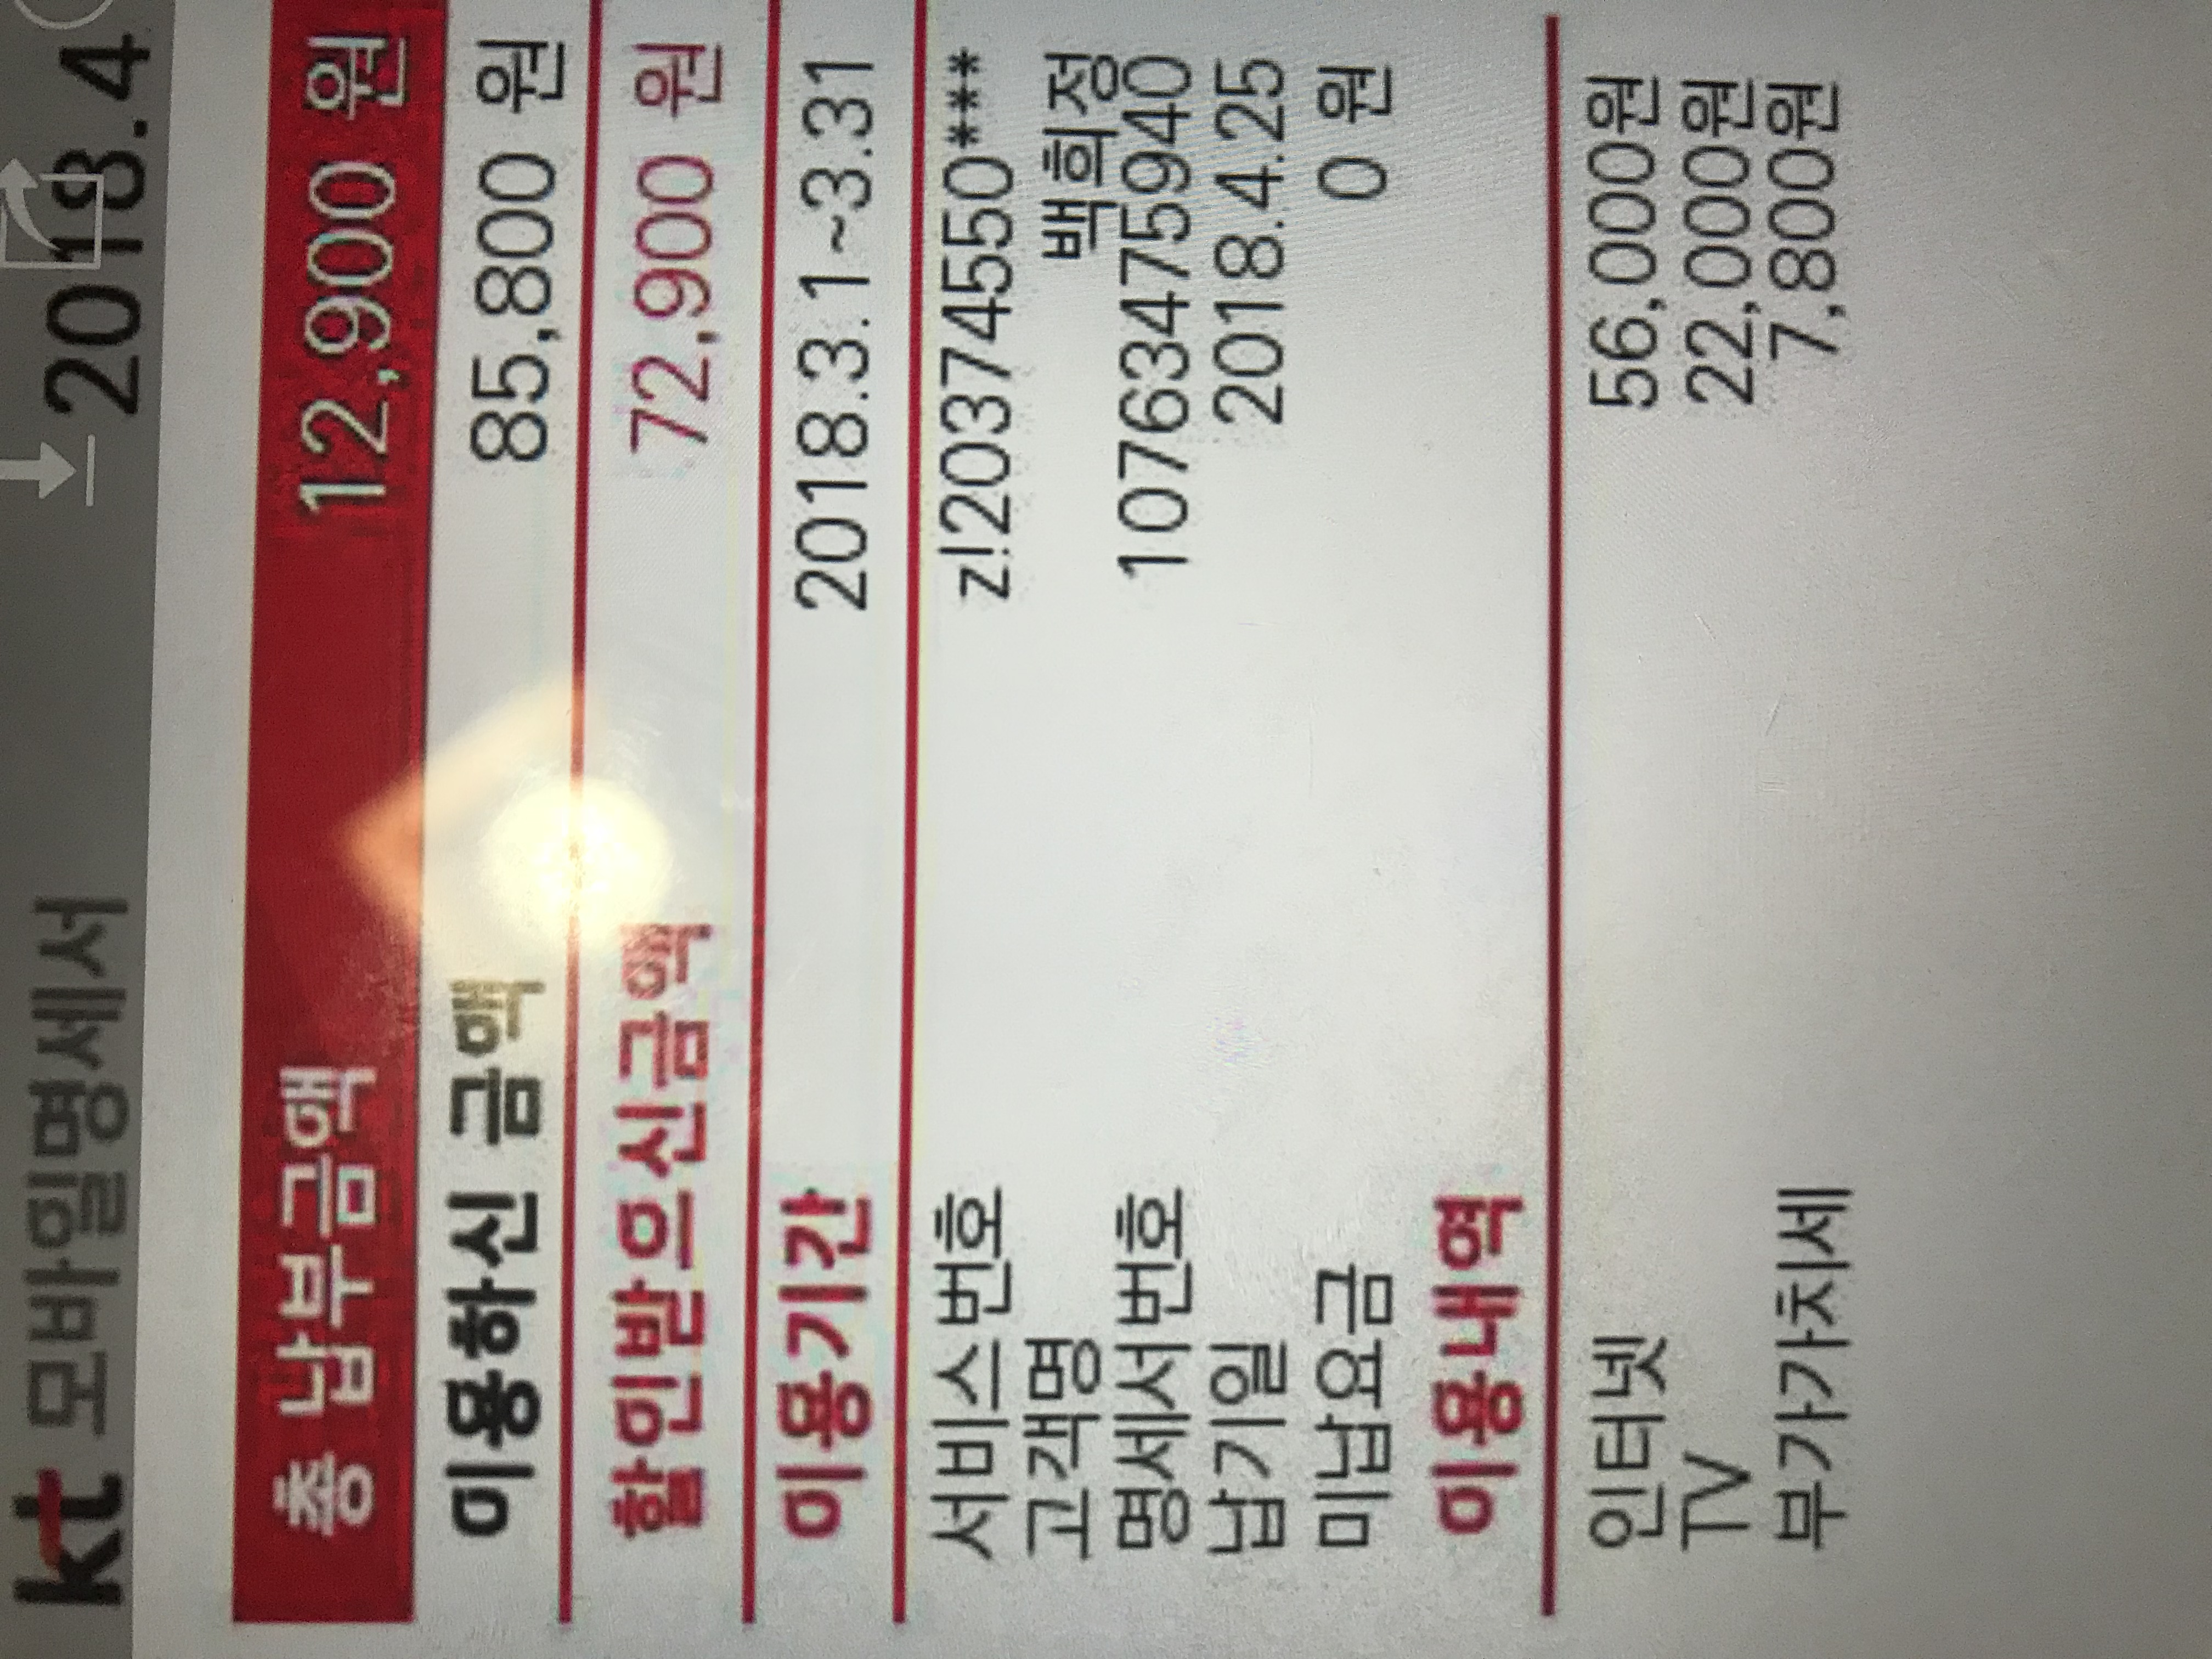 kt 모바일명세서 2018.4
총 납부금액 12,900 원
이용하신 금액 85,800 원
할인받으신금액 72,900 원
이용기간 2018.3.1~3.31
서비스번호 z!20374550***
고객명 백희정
명세서번호 10763475940
납기일 2018.4.25
미납요금 0 원
이용내역
인터넷 56,000원
TV 22,000원
부가가치세 7,800원